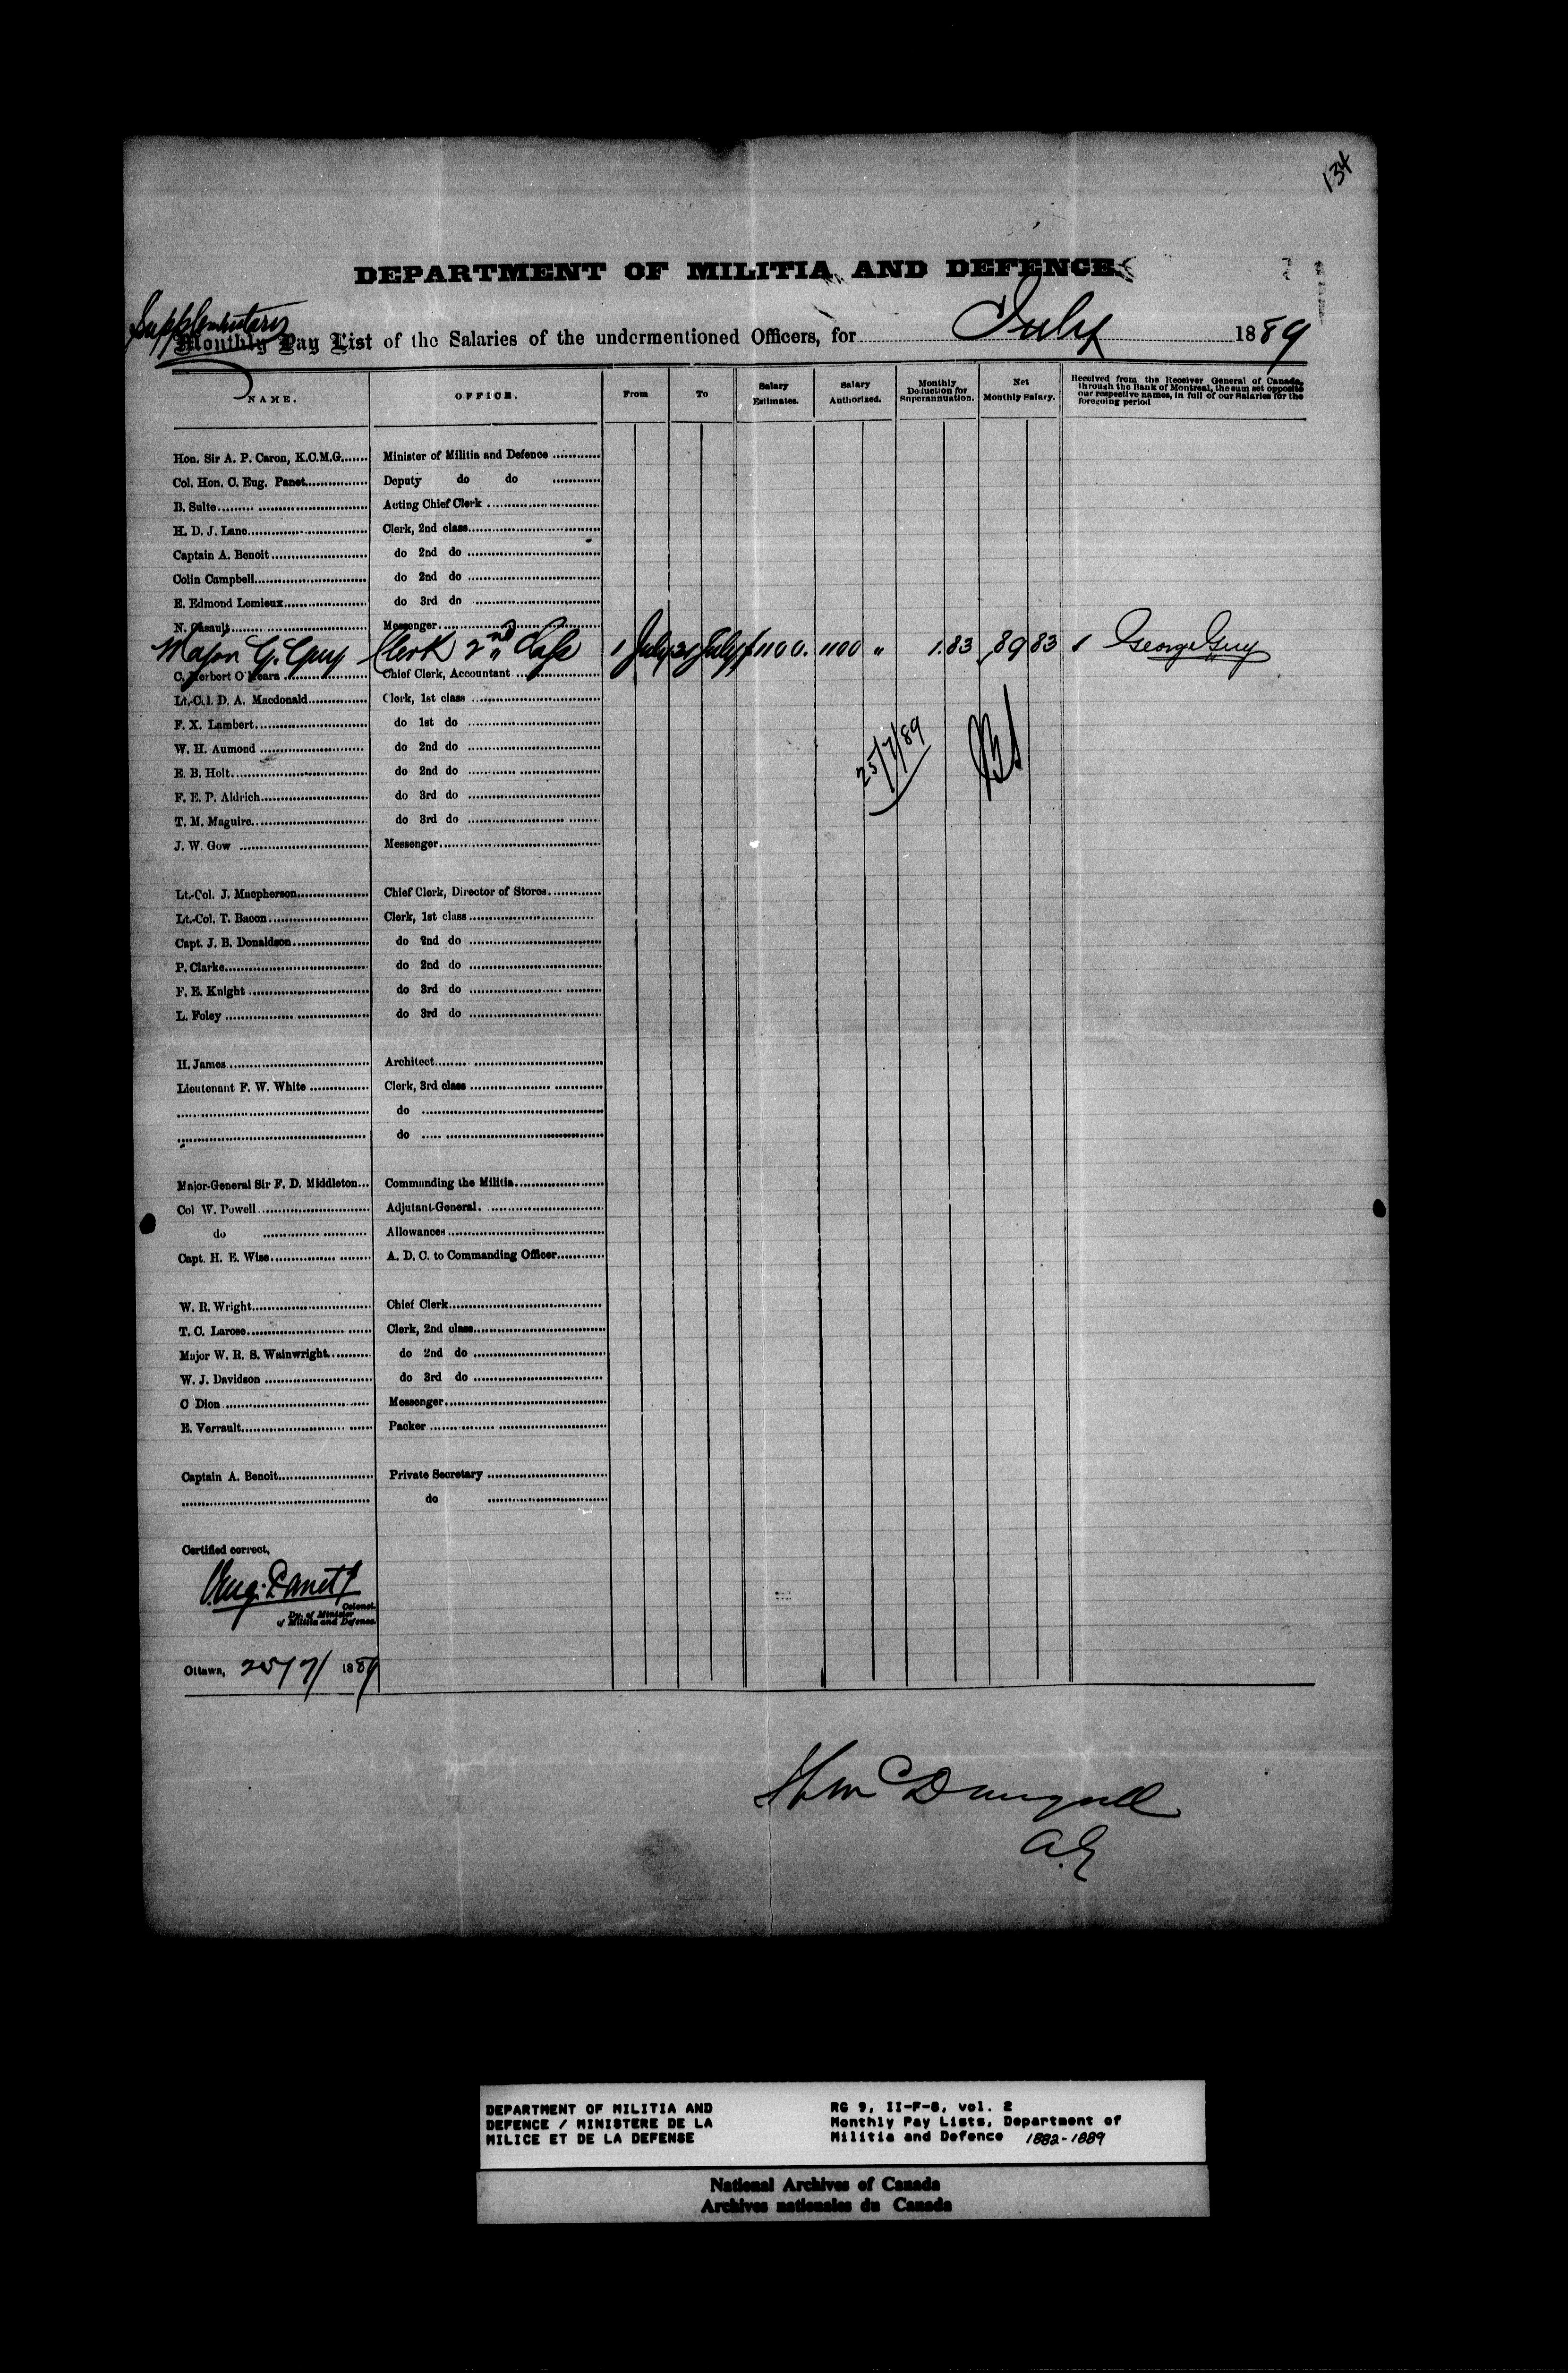 134
DEPARTMENT OF MILITIA AND DEFENCE.
Supplementary
Monthly Pay List of the Salaries of the undermentioned Officers, for July 1889
NAME. OFFICE. From To Salary Estimates. Salary Authorized. Monthly Deduction for Superannuation. Net Monthly Salary. Received from the Receiver General of Canada, through the Bank of Montreal, the sum set opposite our respective names, in full of our Salaries for the foregoing period
Hon. Sir A. P. Caron, K.C.M.G. Minister of Militia and Defence
Col. Hon. C. Eug. Panet Deputy do do
B. Sulte Acting Chief Clerk
H. D. J. Lane Clerk, 2nd class
Captain A. Benoit do 2nd do
Colin Campbell do 2nd do
E. Edmond Lemieux do 3rd do
N. Casault Messenger
Major G. Guy Clerk 2nd Class 1 July 31 July $1100. 1100 " 1.83 89 83 George Guy
C. Herbert O'Meara Chief Clerk, Accountant
Lt.-Col. D. A. Macdonald Clerk, 1st class
F. X. Lambert do 1st do
W. H. Aumond do 2nd do
E. B. Holt do 2nd do
25/7/89
F. E. P. Aldrich do 3rd do
T. M. Maguire do 3rd do
J. W. Gow Messenger
Lt.-Col. J. Macpherson Chief Clerk, Director of Stores
Lt.-Col. T. Bacon Clerk, 1st class
Capt. J. B. Donaldson do 2nd do
P. Clarke do 2nd do
F. E. Knight do 3rd do
L. Foley do 3rd do
H. James Architect
Lieutenant F. W. White Clerk, 3rd class
do
do
Major-General Sir F. D. Middleton Commanding the Militia
Col W. Powell Adjutant-General
do Allowances
Capt. H. E. Wise A. D. C. to Commanding Officer
W. R. Wright Chief Clerk
T. C. Larose Clerk, 2nd class
Major W. R. S. Wainwright do 2nd do
W. J. Davidson do 3rd do
C Dion Messenger
E. Verrault Packer
Captain A. Benoit Private Secretary
do
Certified correct,
C. Eug. Panet
Colonel.
Dy. of Minister
of Militia and Defence.
Ottawa, 25/7/ 1889
J L McDougall
A.G
DEPARTMENT OF MILITIA AND
DEFENCE / MINISTERE DE LA
MILICE ET DE LA DEFENSE
RG 9, II-F-8, vol. 2
Monthly Pay Lists, Department of
Militia and Defence 1882-1889
National Archives of Canada
Archives nationales du Canada